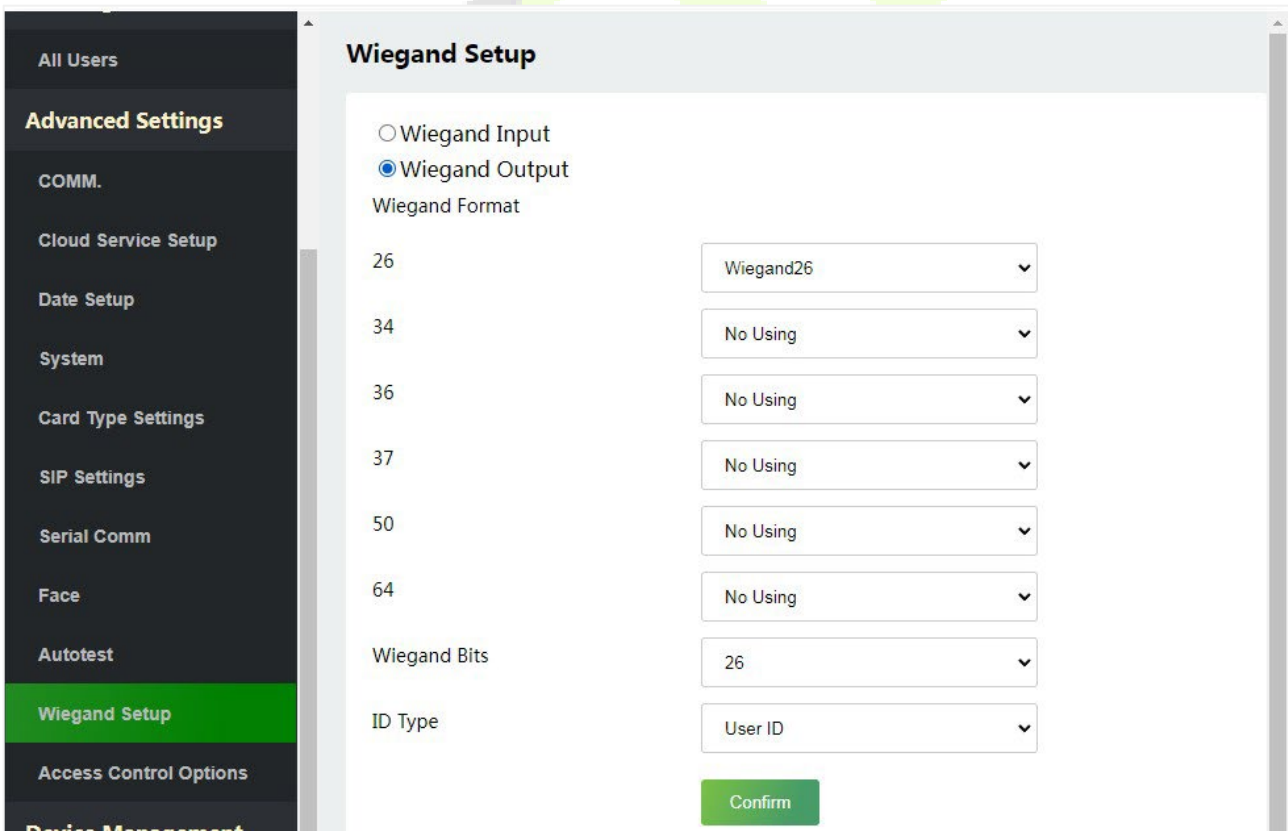 All Users
Advanced Settings
COMM.
Cloud Service Setup
Date Setup
System
Card Type Settings
SIP Settings
Serial Comm
Face
Autotest
Wiegand Setup
Access Control Options
Device Management
Wiegand Setup
Wiegand Input
Wiegand Output
Wiegand Format
26 Wiegand26
34 No Using
36 No Using
37 No Using
50 No Using
64 No Using
Wiegand Bits 26
ID Type User ID
Confirm